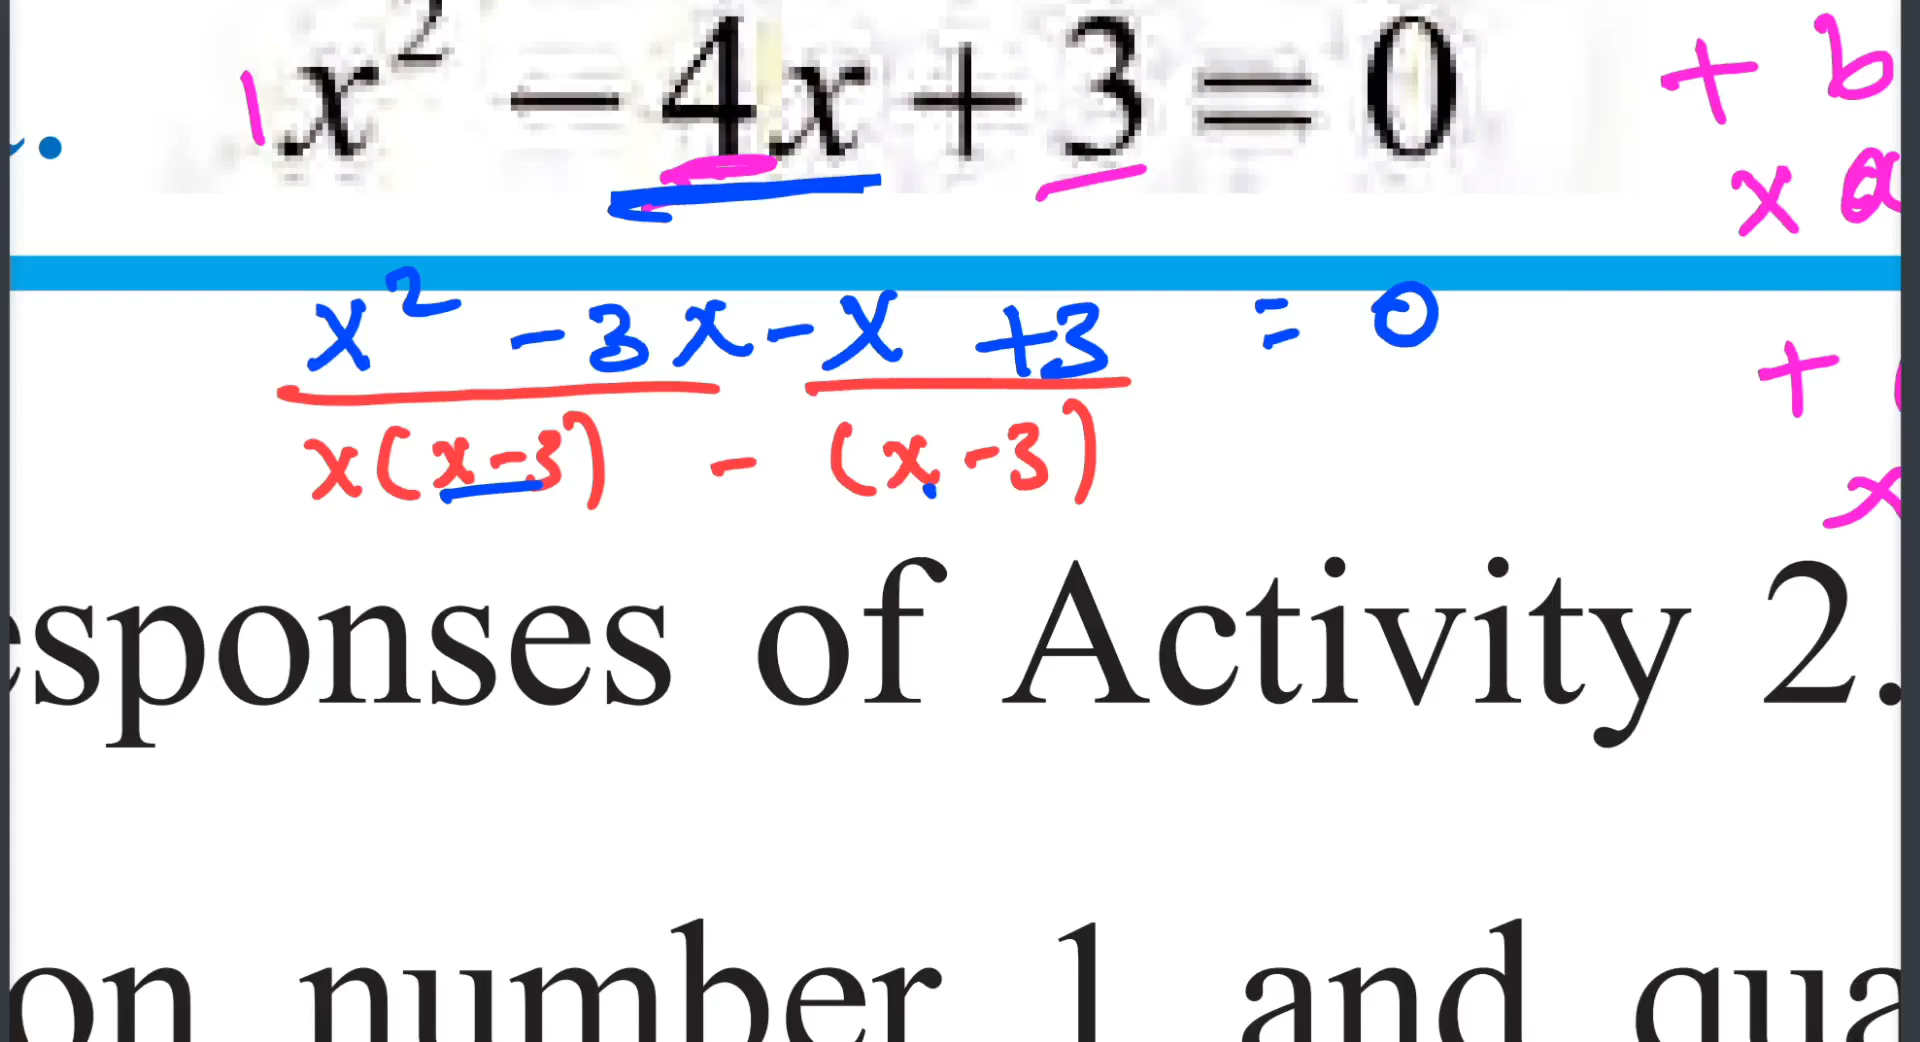 1x² − 4x + 3 = 0
+ b
x a
x² - 3x - x + 3 = 0
x(x-3) - (x-3)
+
x
esponses of Activity 2.
on number 1 and qua